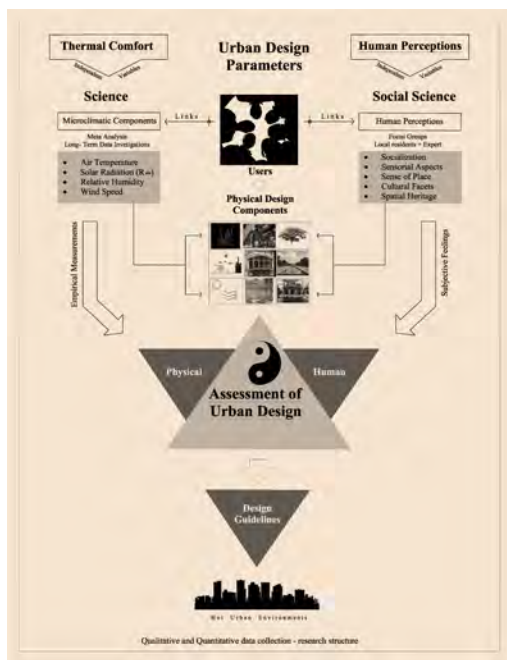 Thermal Comfort
Independent Variables
Science
Microclimatic Components
Meta Analysis
Long- Term Data Investigations
• Air Temperature
• Solar Radiation
• Relative Humidity
• Wind Speed
Empirical Measurements
Urban Design
Parameters
Links
Links
Users
Physical Design
Components
Human Perceptions
Independent Variables
Social Science
Human Perceptions
Focus Groups
Local residents + Expert
• Socialization
• Sensorial Aspects
• Sense of Place
• Cultural Facets
• Spatial Heritage
Subjective Feelings
Physical
Human
Assessment of
Urban Design
Design
Guidelines
Hot Urban Environments
Qualitative and Quantitative data collection - research structure